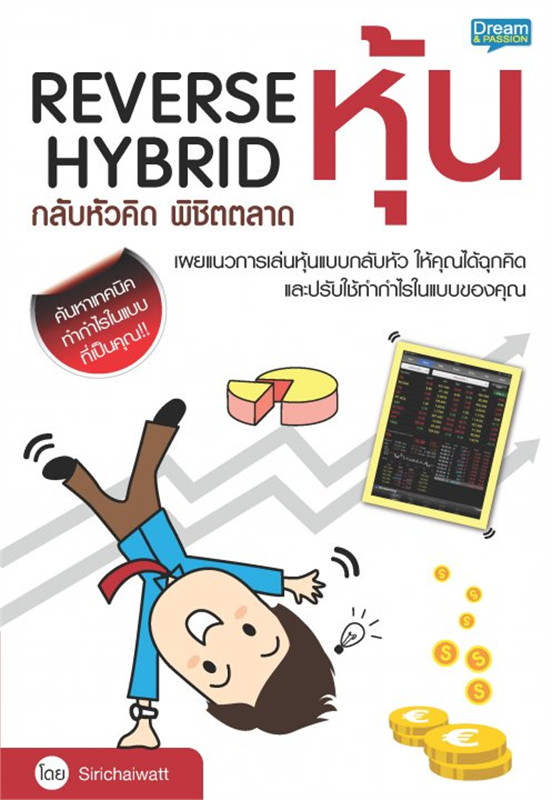 Dream
& PASSION
REVERSE
HYBRID
หุ้น
กลับหัวคิด พิชิตตลาด
เผยแนวการเล่นหุ้นแบบกลับหัว ให้คุณได้ฉุกคิด
และปรับใช้ทำกำไรในแบบของคุณ
ค้นหาเทคนิค
ทำกำไรในแบบ
ที่เป็นคุณ!!
โดย Sirichaiwatt